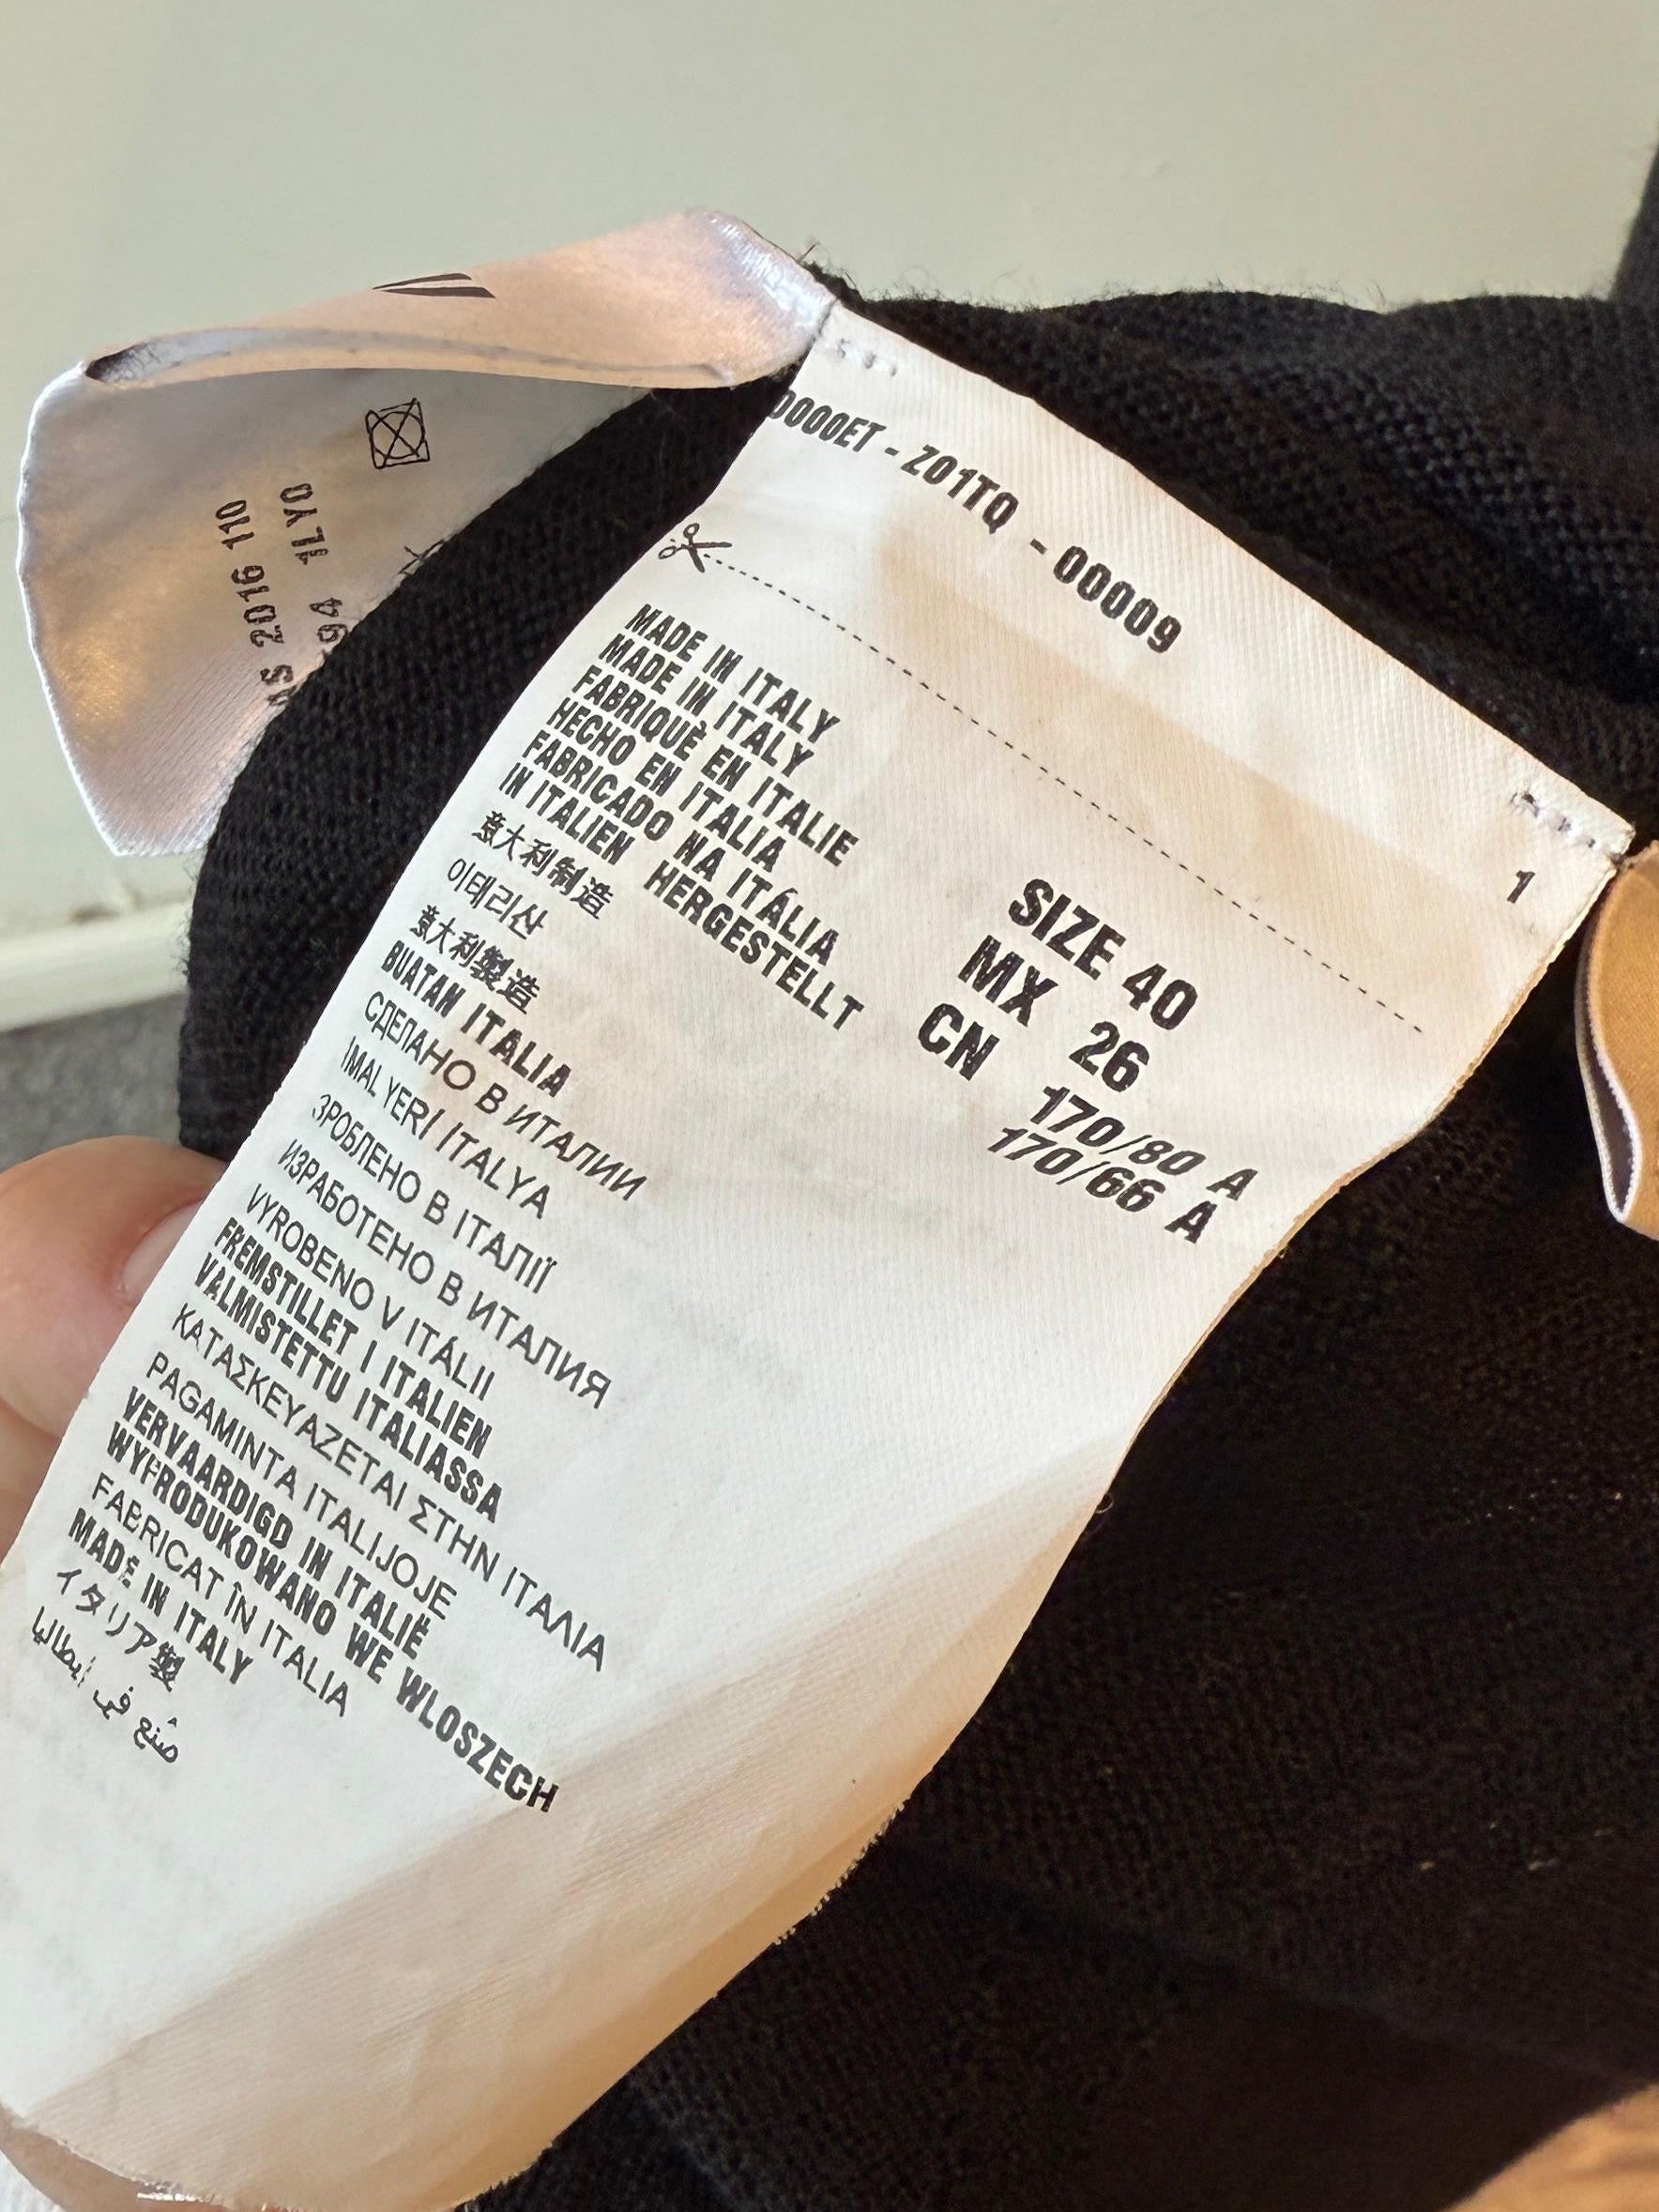 0000ET - Z01TQ - 00009
1
MADE IN ITALY
MADE IN ITALY
FABRIQUÈ EN ITALIE
HECHO EN ITALIA
FABRICADO NA ITÁLIA
IN ITALIEN HERGESTELLT
意大利制造
이태리산
意大利製造
BUATAN ITALIA
СДЕЛАНО В ИТАЛИИ
İMAL YERİ ITALYA
ЗРОБЛЕНО В ІТАЛІЇ
ИЗРАБОТЕНО В ИТАЛИЯ
VYROBENO V ITÁLII
FREMSTILLET I ITALIEN
VALMISTETTU ITALIASSA
ΚΑΤΑΣΚΕΥΑΖΕΤΑΙ ΣΤΗΝ ΙΤΑΛΙΑ
PAGAMINTA ITALIJOJE
VERVAARDIGD IN ITALIË
WYPRODUKOWANO WE WLOSZECH
FABRICAT ÎN ITALIA
MADE IN ITALY
イタリア製
صُنع في إيطاليا
SIZE 40
MX 26
CN 170/80 A
170/66 A
2016 110
1LY0